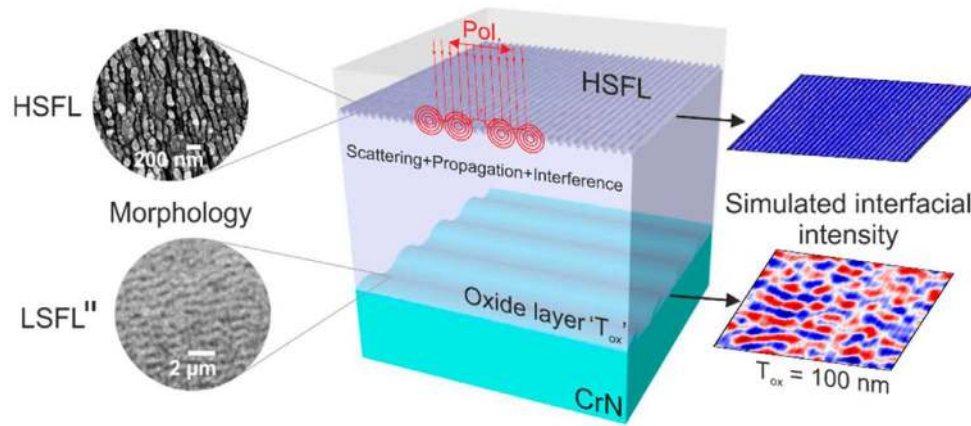 Pol.
HSFL
HSFL
200 nm
Scattering+Propagation+Interference
Morphology
Simulated interfacial
intensity
LSFL"
2 µm
Oxide layer 'Tox'
CrN
Tox = 100 nm